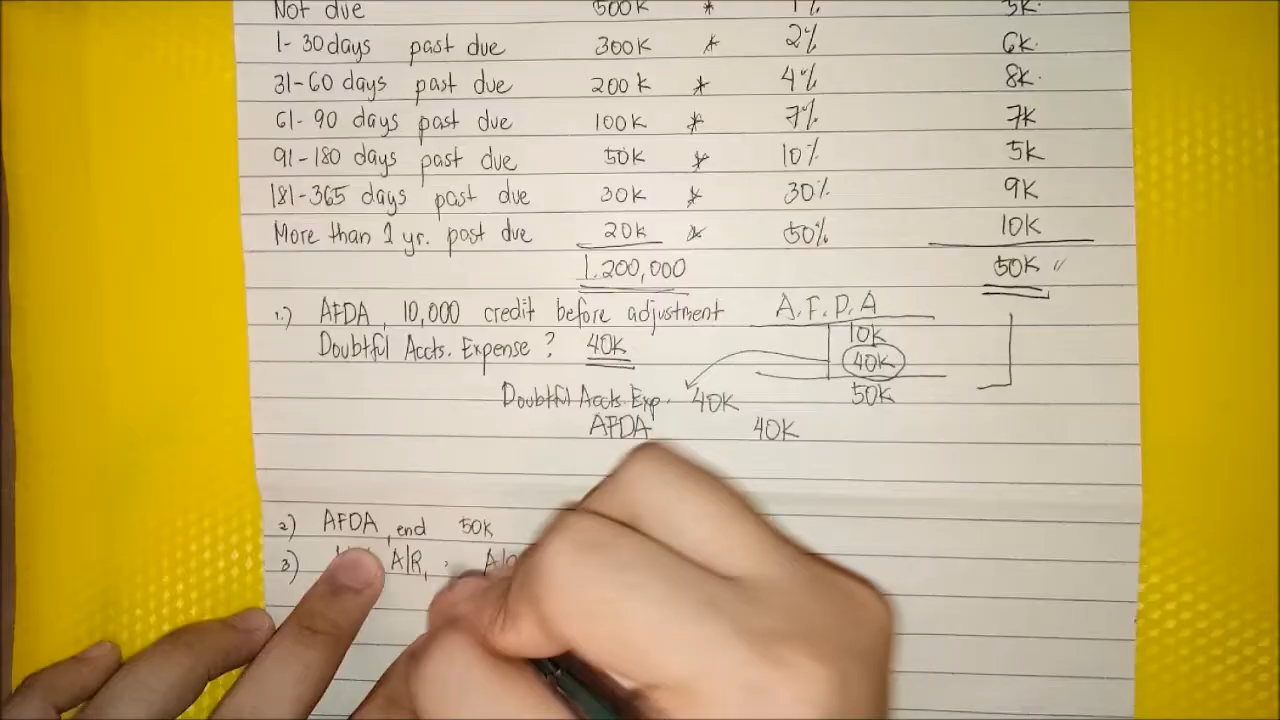 Not due 500K * 1% 5K.
1-30 days past due 300K * 2% 6K.
31-60 days past due 200K * 4% 8K.
61-90 days past due 100K * 7% 7K
91-180 days past due 50K * 10% 5K
181-365 days past due 30K * 30% 9K
More than 1 yr. past due 20K * 50% 10K
1,200,000 50K //
1.) AFDA, 10,000 credit before adjustment A.F.D.A
10K
Doubtful Accts. Expense? 40K 40K
Doubtful Accts Exp. 40K 50K
AFDA 40K
2) AFDA, end 50K
3) A/R,